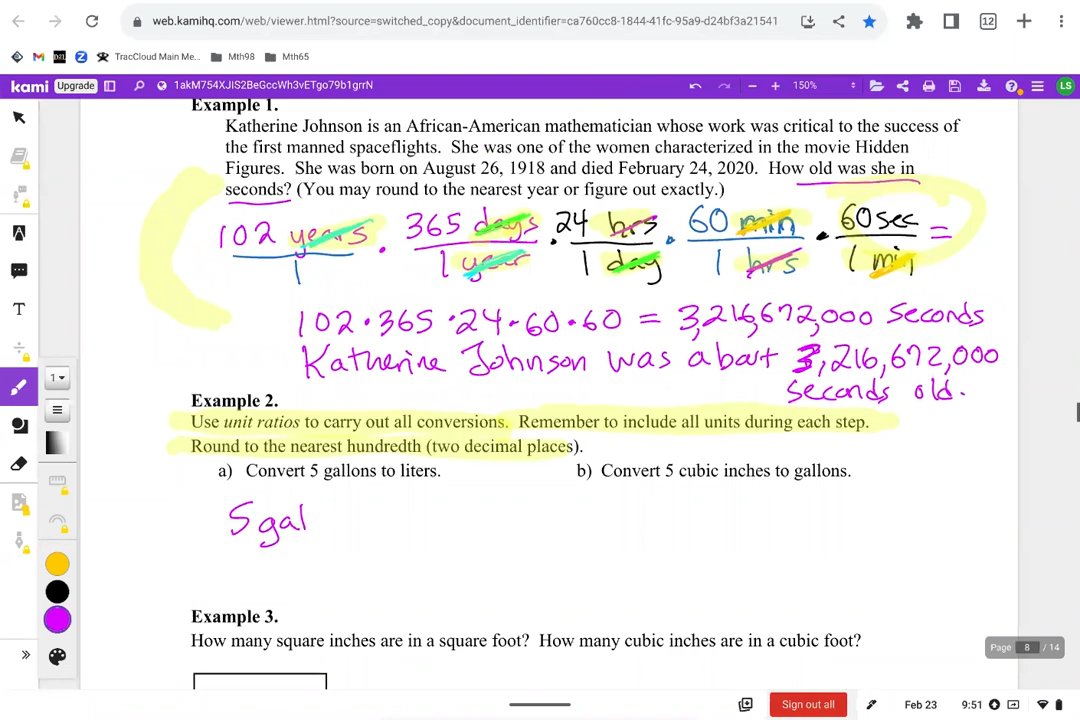 web.kamihq.com/web/viewer.html?source=switched_copy&document_identifier=ca760cc8-1844-41fc-95a9-d24bf3a21541
12
TracCloud Main Me...
Mth98
Mth65
kami
Upgrade
1akM754XJIS2BeGccWh3vETgo79b1grrN
150%
LS
Example 1.
Katherine Johnson is an African-American mathematician whose work was critical to the success of
the first manned spaceflights. She was one of the women characterized in the movie Hidden
Figures. She was born on August 26, 1918 and died February 24, 2020. How old was she in
seconds? (You may round to the nearest year or figure out exactly.)
102 years/1 · 365 days/1 year · 24 hrs/1 day · 60 min/1 hrs · 60 sec/1 min =
102·365·24·60·60 = 3,216,672,000 seconds
Katherine Johnson was about 3,216,672,000
seconds old.
Example 2.
Use unit ratios to carry out all conversions. Remember to include all units during each step.
Round to the nearest hundredth (two decimal places).
a) Convert 5 gallons to liters.
b) Convert 5 cubic inches to gallons.
5 gal
Example 3.
How many square inches are in a square foot? How many cubic inches are in a cubic foot?
1
T
Page 8 / 14
Sign out all
Feb 23
9:51